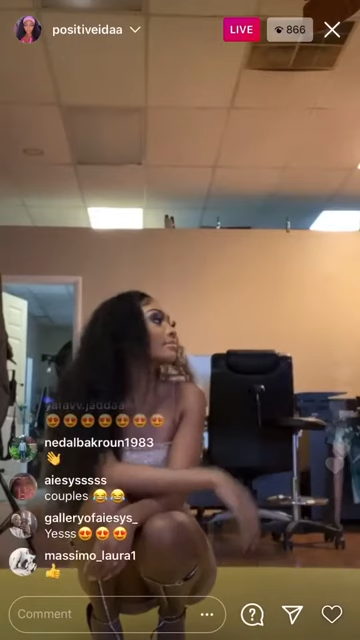 positiveidaa
LIVE
866
😍😍😍😍😍😍😍
nedalbakroun1983
👋
aiesysssss
couples 😂😂
galleryofaiesys_
Yesss😍😍😍
massimo_laura1
👍
Comment